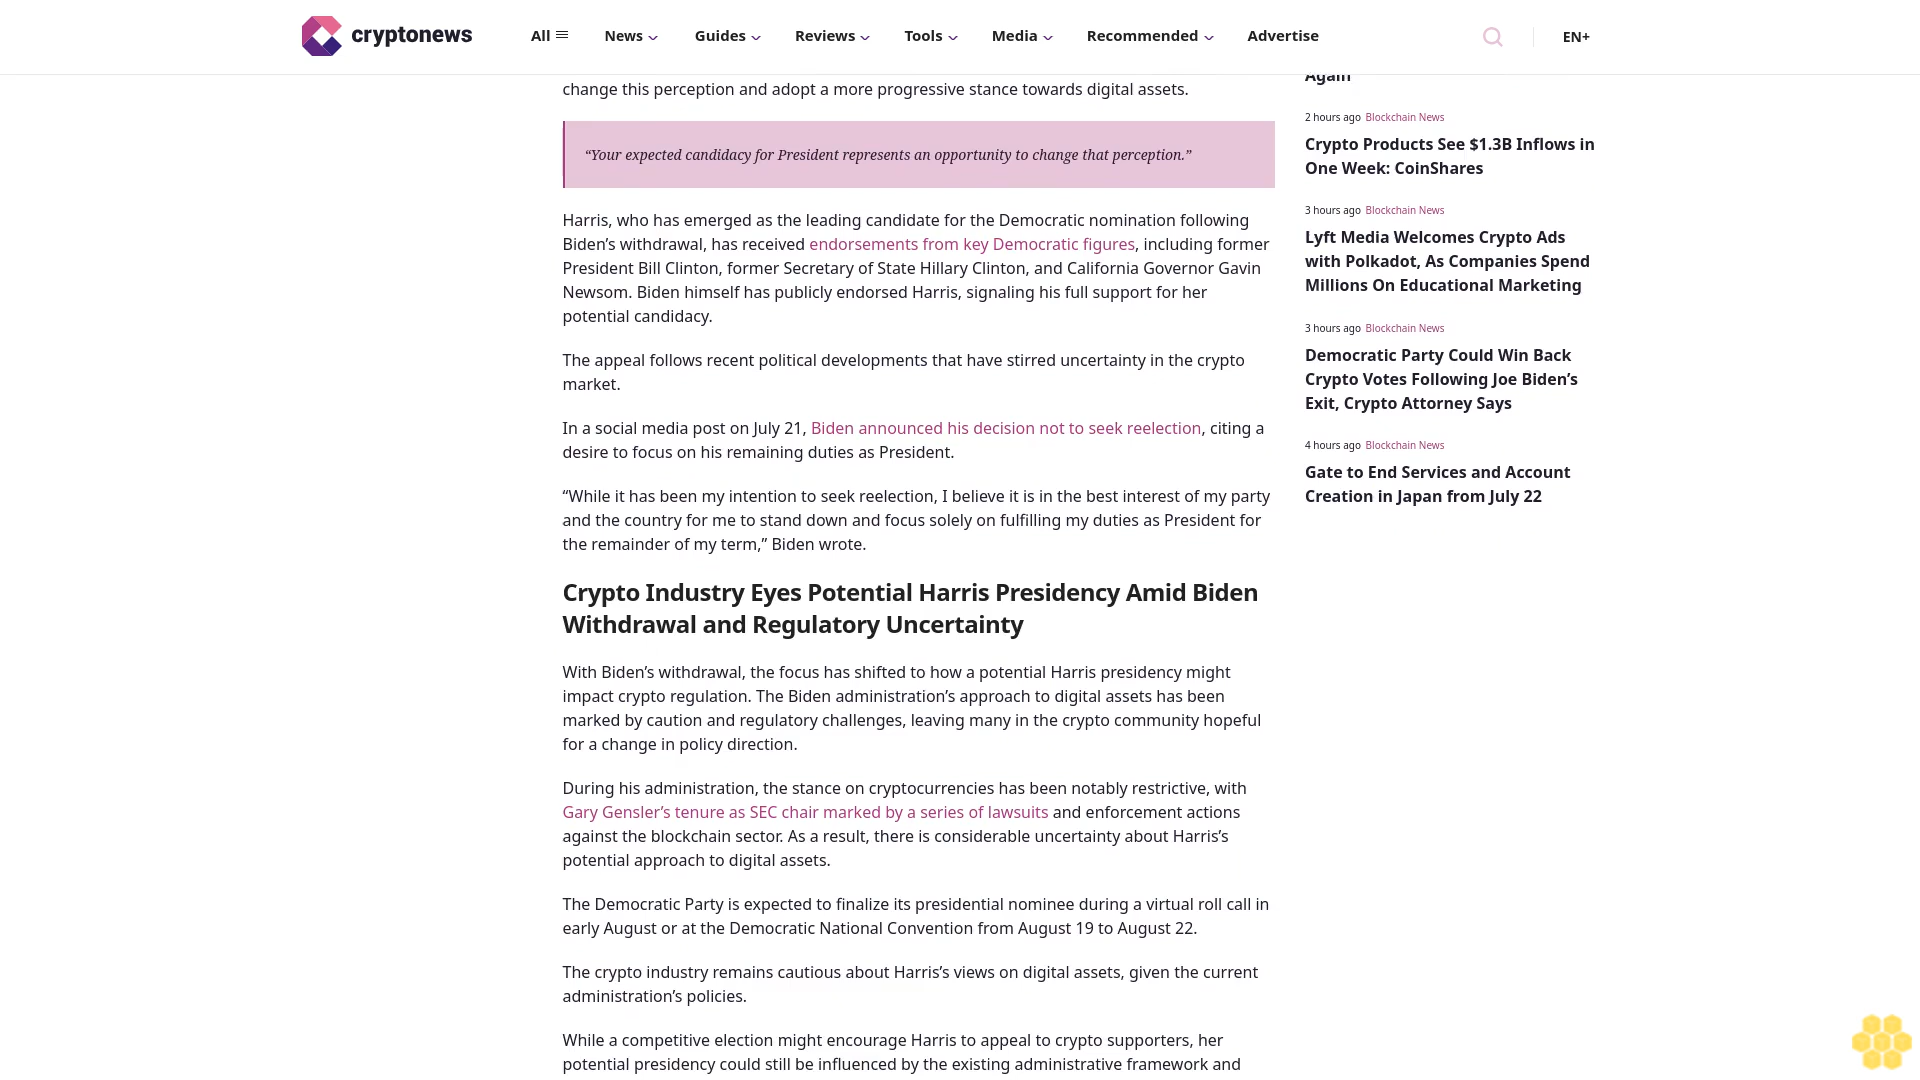 cryptonews
All
News
Guides
Reviews
Tools
Media
Recommended
Advertise
EN+
change this perception and adopt a more progressive stance towards digital assets.
“Your expected candidacy for President represents an opportunity to change that perception.”
Harris, who has emerged as the leading candidate for the Democratic nomination following
Biden’s withdrawal, has received endorsements from key Democratic figures, including former
President Bill Clinton, former Secretary of State Hillary Clinton, and California Governor Gavin
Newsom. Biden himself has publicly endorsed Harris, signaling his full support for her
potential candidacy.
The appeal follows recent political developments that have stirred uncertainty in the crypto
market.
In a social media post on July 21, Biden announced his decision not to seek reelection, citing a
desire to focus on his remaining duties as President.
“While it has been my intention to seek reelection, I believe it is in the best interest of my party
and the country for me to stand down and focus solely on fulfilling my duties as President for
the remainder of my term,” Biden wrote.
Crypto Industry Eyes Potential Harris Presidency Amid Biden
Withdrawal and Regulatory Uncertainty
With Biden’s withdrawal, the focus has shifted to how a potential Harris presidency might
impact crypto regulation. The Biden administration’s approach to digital assets has been
marked by caution and regulatory challenges, leaving many in the crypto community hopeful
for a change in policy direction.
During his administration, the stance on cryptocurrencies has been notably restrictive, with
Gary Gensler’s tenure as SEC chair marked by a series of lawsuits and enforcement actions
against the blockchain sector. As a result, there is considerable uncertainty about Harris’s
potential approach to digital assets.
The Democratic Party is expected to finalize its presidential nominee during a virtual roll call in
early August or at the Democratic National Convention from August 19 to August 22.
The crypto industry remains cautious about Harris’s views on digital assets, given the current
administration’s policies.
While a competitive election might encourage Harris to appeal to crypto supporters, her
potential presidency could still be influenced by the existing administrative framework and
Again
2 hours ago Blockchain News
Crypto Products See $1.3B Inflows in
One Week: CoinShares
3 hours ago Blockchain News
Lyft Media Welcomes Crypto Ads
with Polkadot, As Companies Spend
Millions On Educational Marketing
3 hours ago Blockchain News
Democratic Party Could Win Back
Crypto Votes Following Joe Biden’s
Exit, Crypto Attorney Says
4 hours ago Blockchain News
Gate to End Services and Account
Creation in Japan from July 22